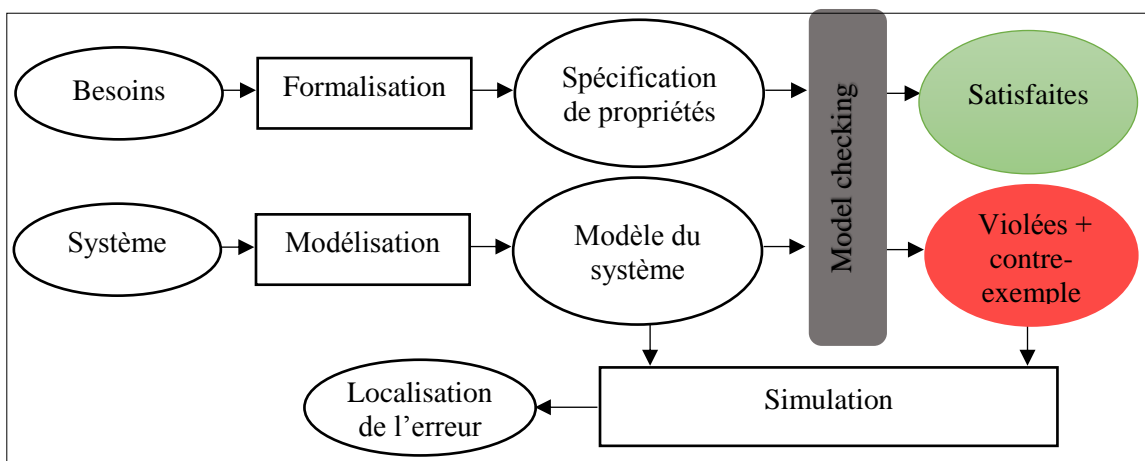 Besoins
Formalisation
Spécification
de propriétés
Model checking
Satisfaites
Système
Modélisation
Modèle du
système
Violées +
contre-
exemple
Localisation
de l’erreur
Simulation